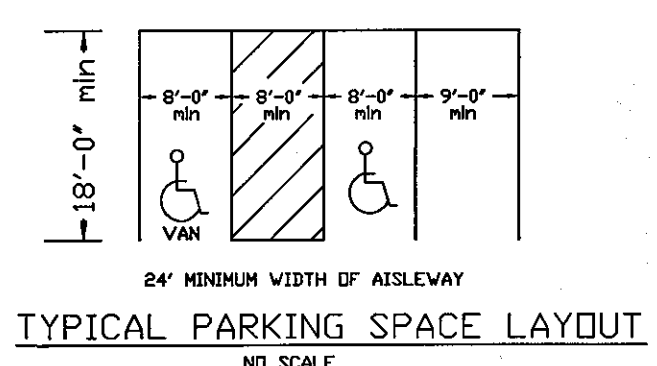 18'-0" min
8'-0" min
8'-0" min
8'-0" min
9'-0" min
VAN
24' MINIMUM WIDTH OF AISLEWAY
TYPICAL PARKING SPACE LAYOUT
NO SCALE